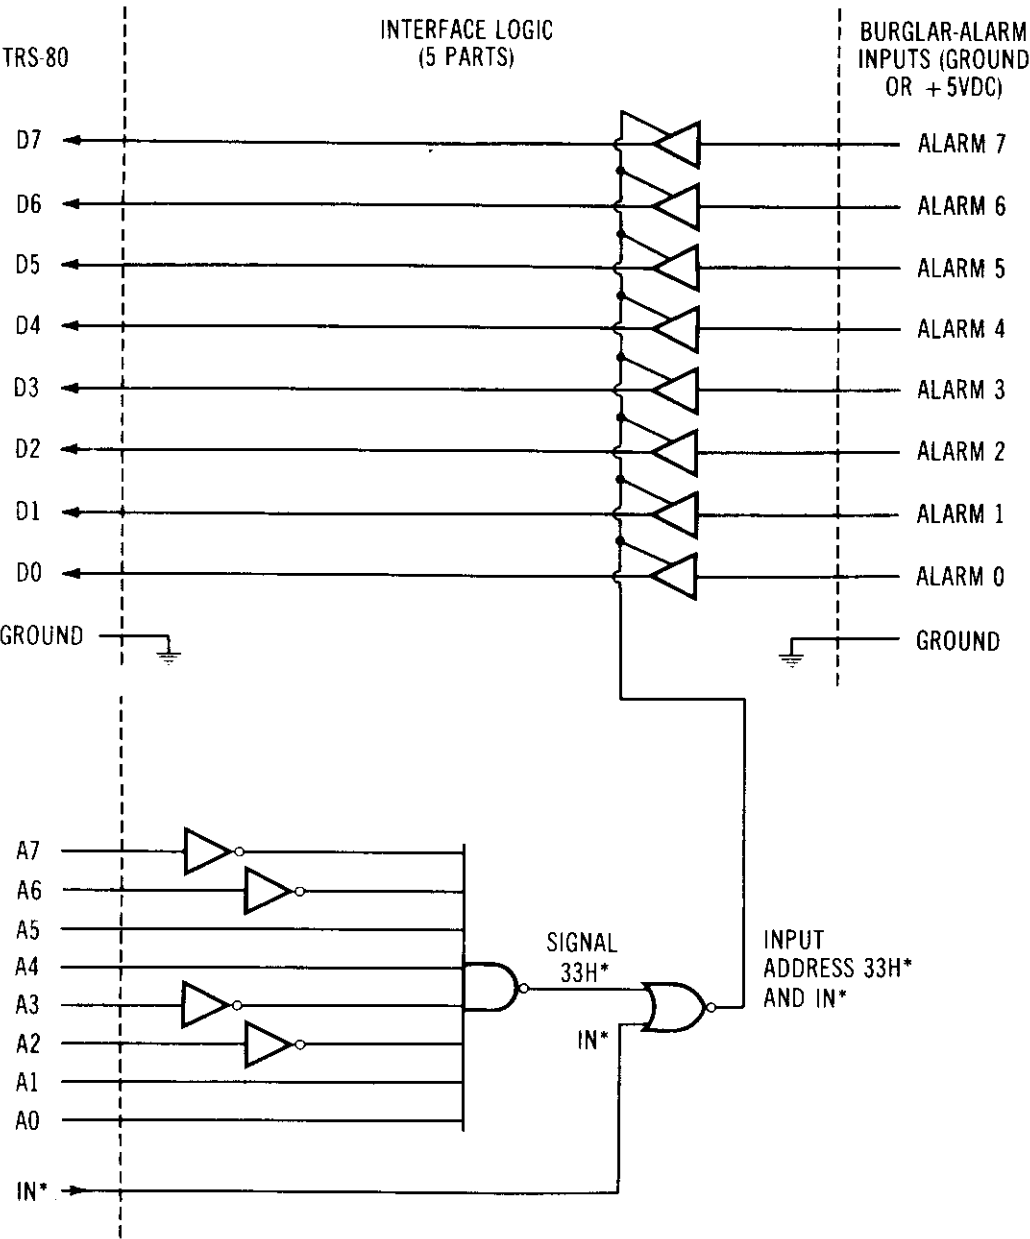 TRS-80
INTERFACE LOGIC
(5 PARTS)
BURGLAR-ALARM
INPUTS (GROUND
OR +5VDC)
D7
ALARM 7
D6
ALARM 6
D5
ALARM 5
D4
ALARM 4
D3
ALARM 3
D2
ALARM 2
D1
ALARM 1
D0
ALARM 0
GROUND
GROUND
A7
A6
A5
A4
A3
A2
A1
A0
IN*
SIGNAL
33H*
IN*
INPUT
ADDRESS 33H*
AND IN*